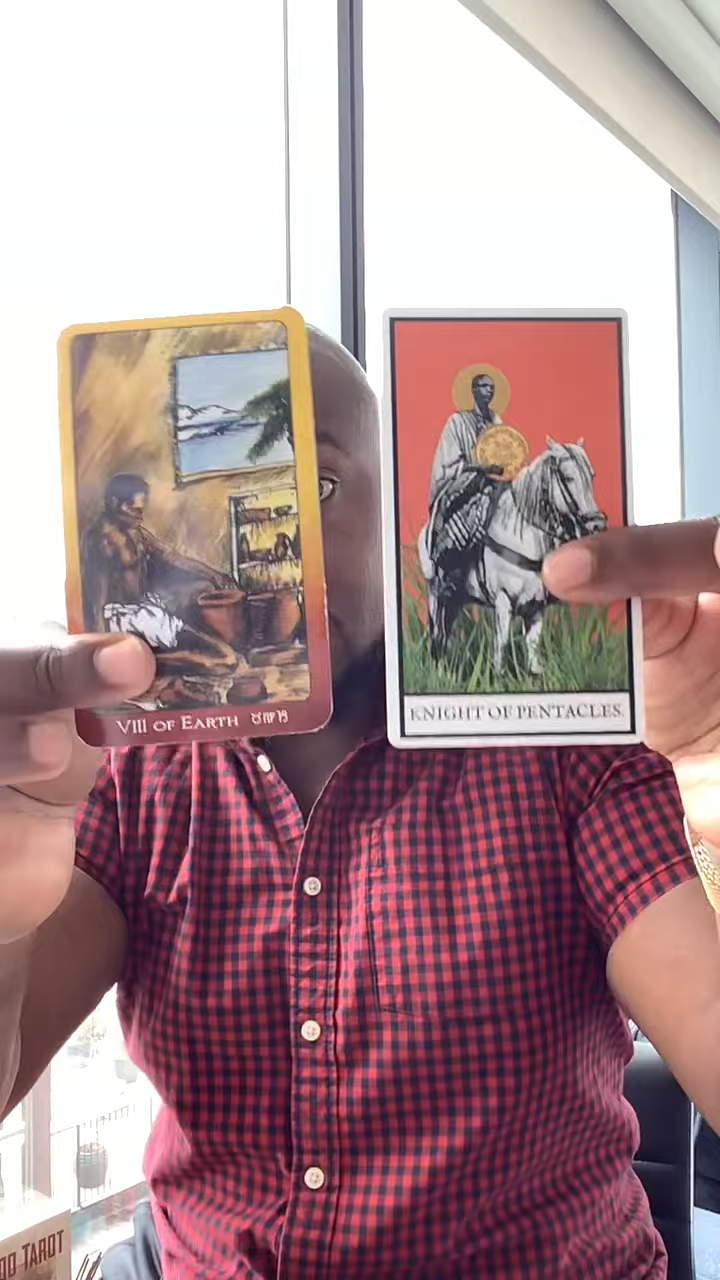 VIII OF EARTH ♉♍♑
KNIGHT OF PENTACLES
TAROT